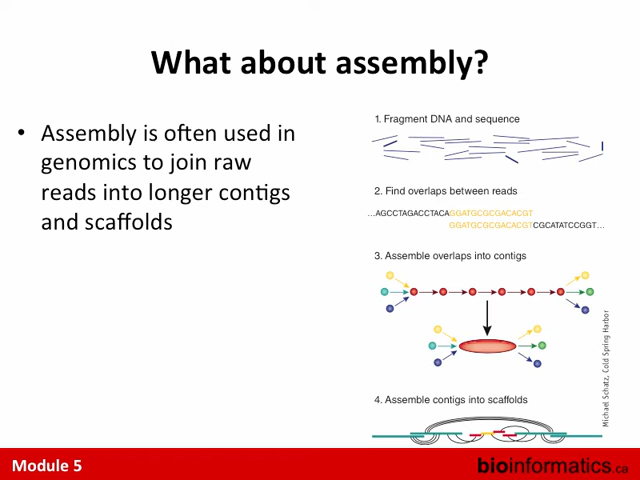 What about assembly?
• Assembly is often used in
genomics to join raw
reads into longer contigs
and scaffolds
1. Fragment DNA and sequence
2. Find overlaps between reads
…AGCCTAGACCTACAGGATGCGCGACACGT
GGATGCGCGACACGTCGCATATCCGGT…
3. Assemble overlaps into contigs
4. Assemble contigs into scaffolds
Michael Schatz, Cold Spring Harbor
Module 5
bioinformatics.ca